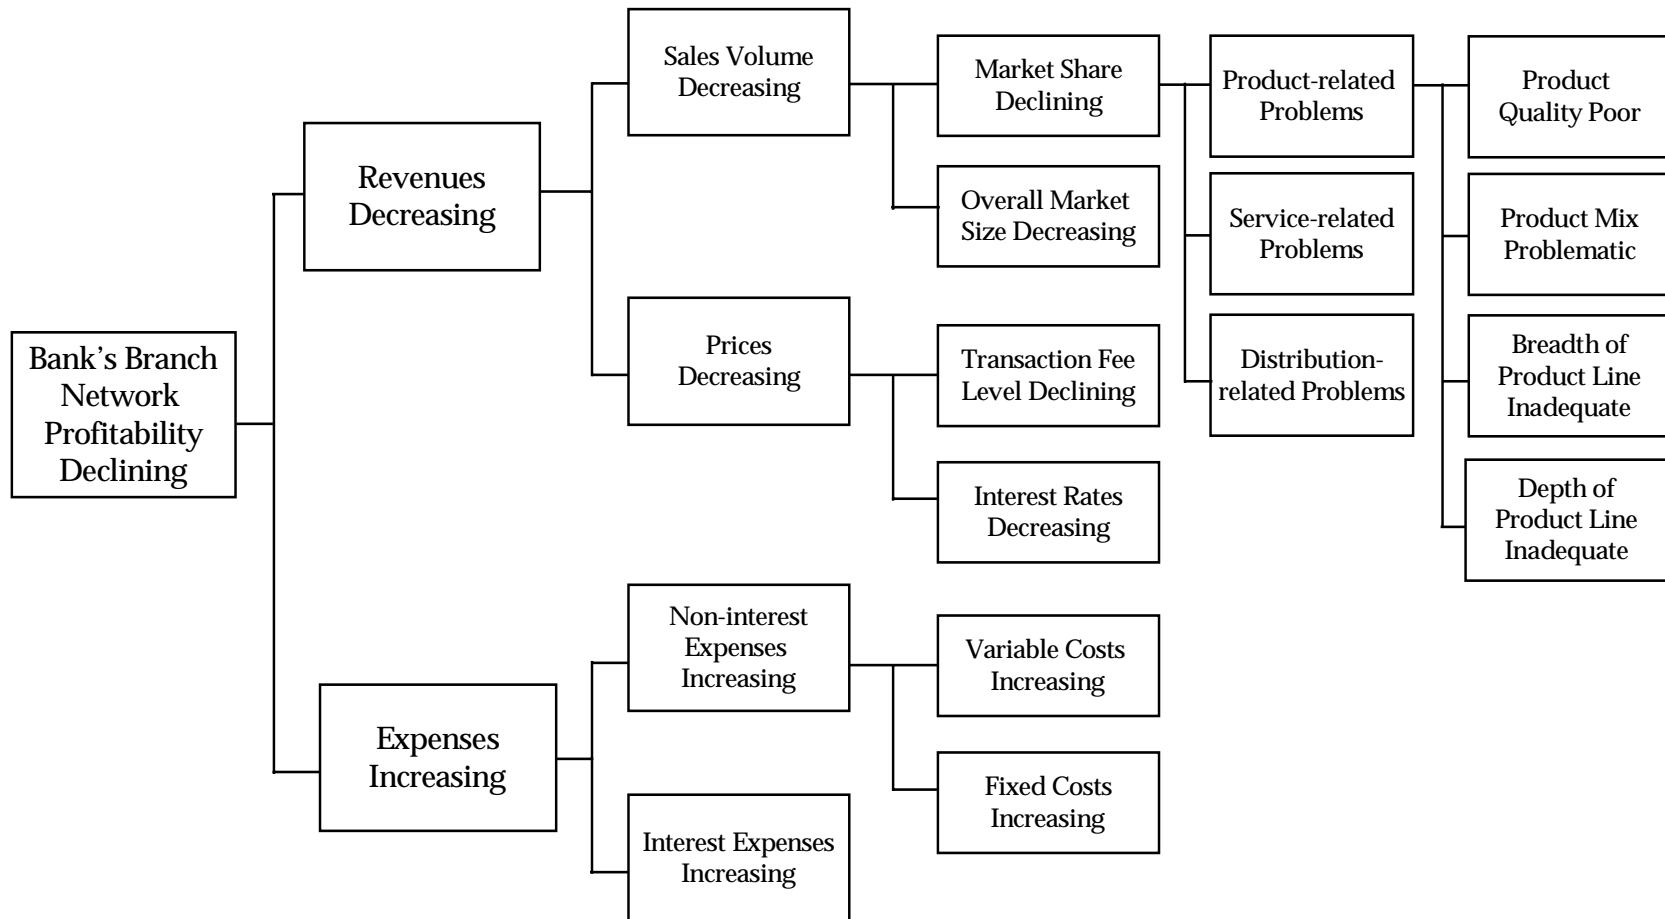 Bank’s Branch
Network
Profitability
Declining
Revenues
Decreasing
Expenses
Increasing
Sales Volume
Decreasing
Prices
Decreasing
Non-interest
Expenses
Increasing
Interest Expenses
Increasing
Market Share
Declining
Overall Market
Size Decreasing
Transaction Fee
Level Declining
Interest Rates
Decreasing
Variable Costs
Increasing
Fixed Costs
Increasing
Product-related
Problems
Service-related
Problems
Distribution-
related Problems
Product
Quality Poor
Product Mix
Problematic
Breadth of
Product Line
Inadequate
Depth of
Product Line
Inadequate